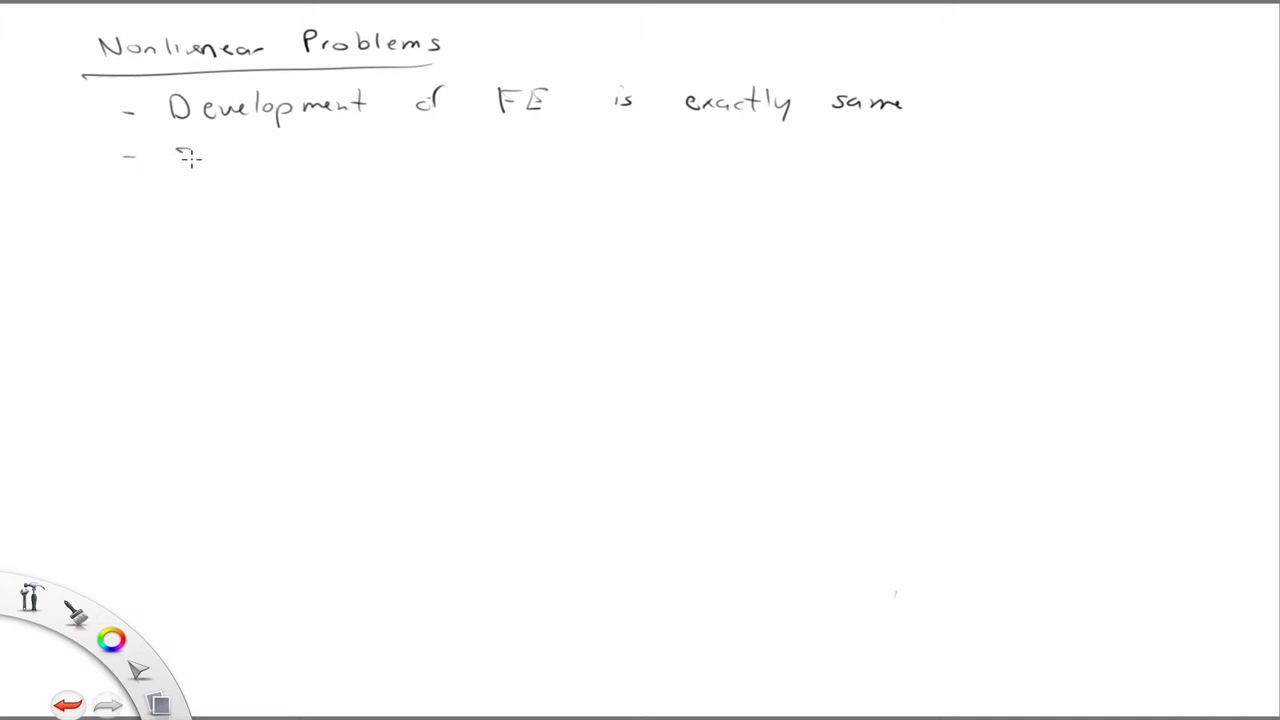 Nonlinear Problems
- Development of FE is exactly same
-